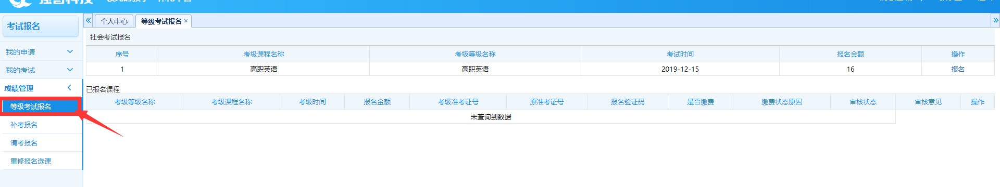 强智科技
考试报名
我的申请
我的考试
成绩管理
等级考试报名
补考报名
清考报名
重修报名选课
个人中心 等级考试报名 ×
社会考试报名
序号 考级课程名称 考级等级名称 考试时间 报名金额 操作
1 高职英语 高职英语 2019-12-15 16 报名
已报名课程
考级等级名称 考级课程名称 考级时间 报名金额 考级准考证号 原准考证号 报名验证码 是否缴费 缴费状态原因 审核状态 审核意见 操作
未查询到数据